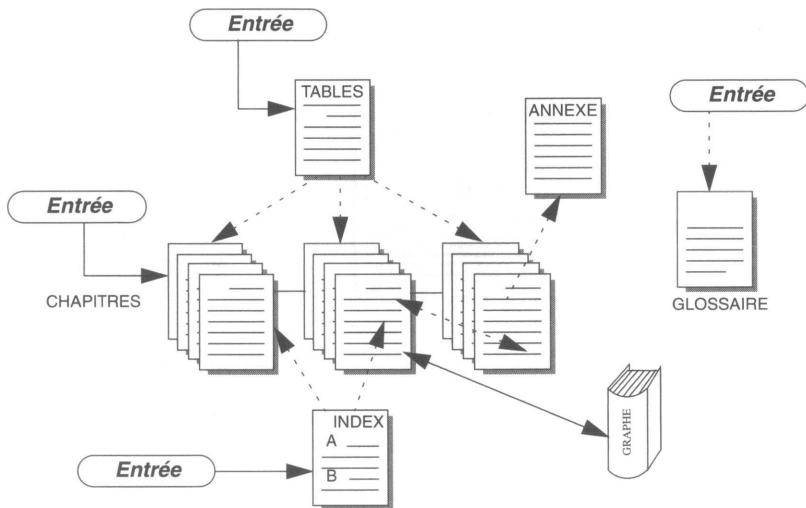 Entrée
TABLES
ANNEXE
Entrée
Entrée
CHAPITRES
GLOSSAIRE
INDEX
A
B
GRAPHE
Entrée